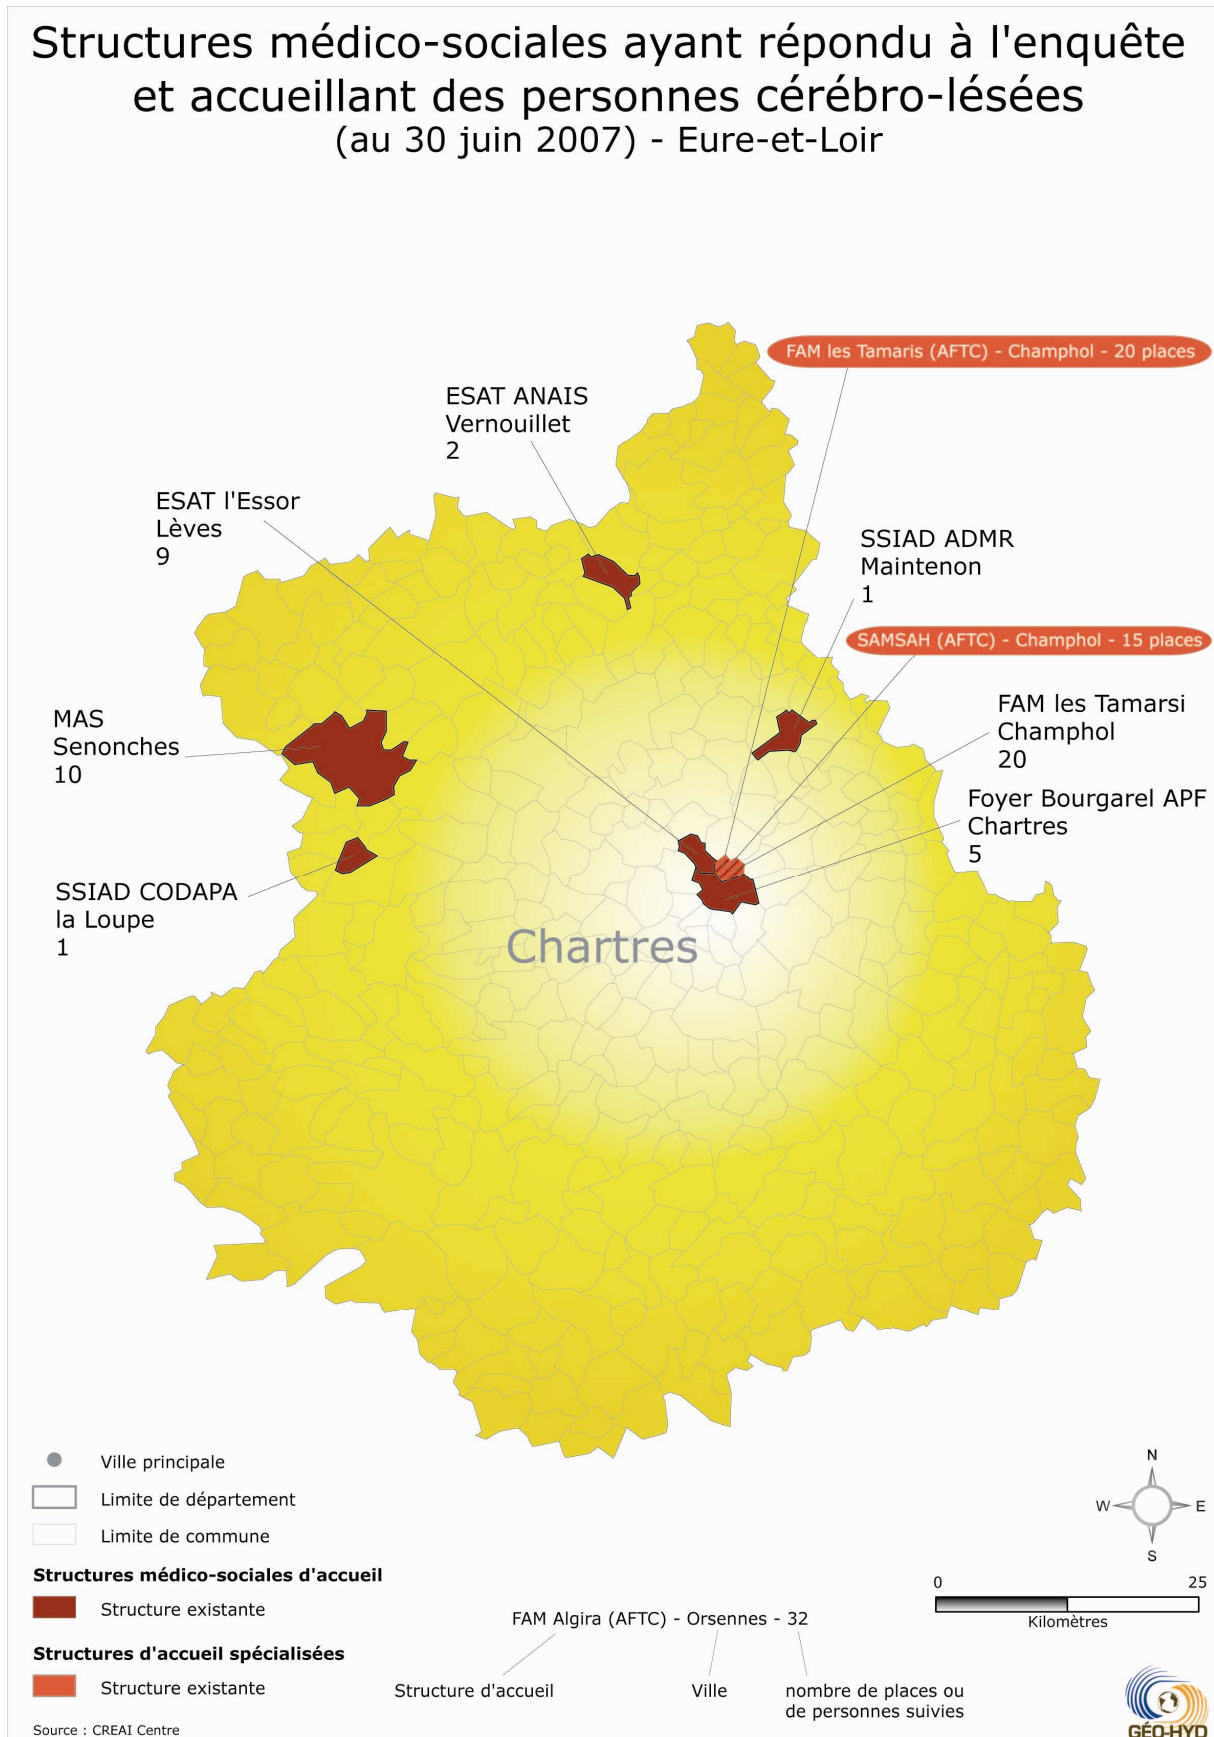 Structures médico-sociales ayant répondu à l'enquête
et accueillant des personnes cérébro-lésées
(au 30 juin 2007) - Eure-et-Loir
FAM les Tamaris (AFTC) - Champhol - 20 places
ESAT ANAIS
Vernouillet
2
ESAT l'Essor
Lèves
9
SSIAD ADMR
Maintenon
1
SAMSAH (AFTC) - Champhol - 15 places
MAS
Senonches
10
FAM les Tamarsi
Champhol
20
Foyer Bourgarel APF
Chartres
5
SSIAD CODAPA
la Loupe
1
Chartres
Ville principale
Limite de département
Limite de commune
Structures médico-sociales d'accueil
Structure existante
Structures d'accueil spécialisées
Structure existante
Source : CREAI Centre
FAM Algira (AFTC) - Orsennes - 32
Structure d'accueil
Ville
nombre de places ou
de personnes suivies
N
W E
S
0 25
Kilomètres
GÉO-HYD